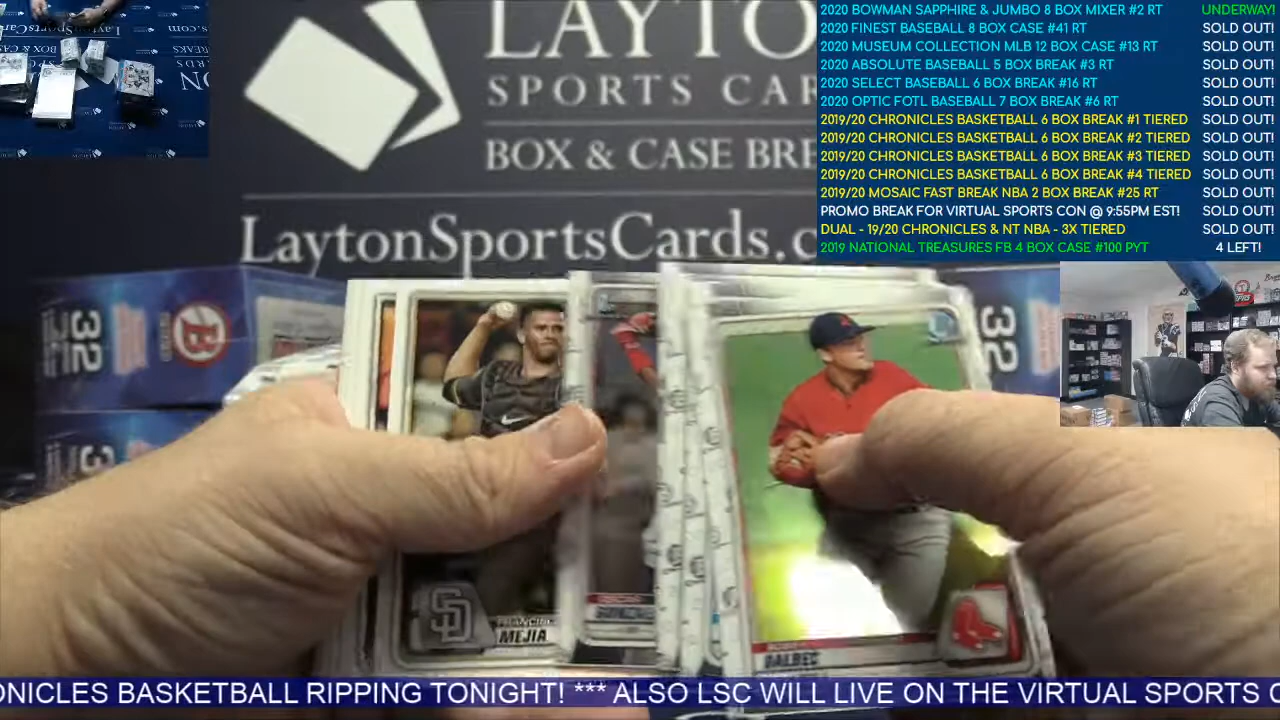 LAYTO
SPORTS CAR
BOX & CASE BRE
LaytonSportsCards.c
2020 BOWMAN SAPPHIRE & JUMBO 8 BOX MIXER #2 RT UNDERWAY!
2020 FINEST BASEBALL 8 BOX CASE #41 RT SOLD OUT!
2020 MUSEUM COLLECTION MLB 12 BOX CASE #13 RT SOLD OUT!
2020 ABSOLUTE BASEBALL 5 BOX BREAK #3 RT SOLD OUT!
2020 SELECT BASEBALL 6 BOX BREAK #16 RT SOLD OUT!
2020 OPTIC FOTL BASEBALL 7 BOX BREAK #6 RT SOLD OUT!
2019/20 CHRONICLES BASKETBALL 6 BOX BREAK #1 TIERED SOLD OUT!
2019/20 CHRONICLES BASKETBALL 6 BOX BREAK #2 TIERED SOLD OUT!
2019/20 CHRONICLES BASKETBALL 6 BOX BREAK #3 TIERED SOLD OUT!
2019/20 CHRONICLES BASKETBALL 6 BOX BREAK #4 TIERED SOLD OUT!
2019/20 MOSAIC FAST BREAK NBA 2 BOX BREAK #25 RT SOLD OUT!
PROMO BREAK FOR VIRTUAL SPORTS CON @ 9:55PM EST! SOLD OUT!
DUAL - 19/20 CHRONICLES & NT NBA - 3X TIERED SOLD OUT!
2019 NATIONAL TREASURES FB 4 BOX CASE #100 PYT 4 LEFT!
32
B
32
SD
MEJIA
DALBEC
ONICLES BASKETBALL RIPPING TONIGHT! *** ALSO LSC WILL LIVE ON THE VIRTUAL SPORTS C